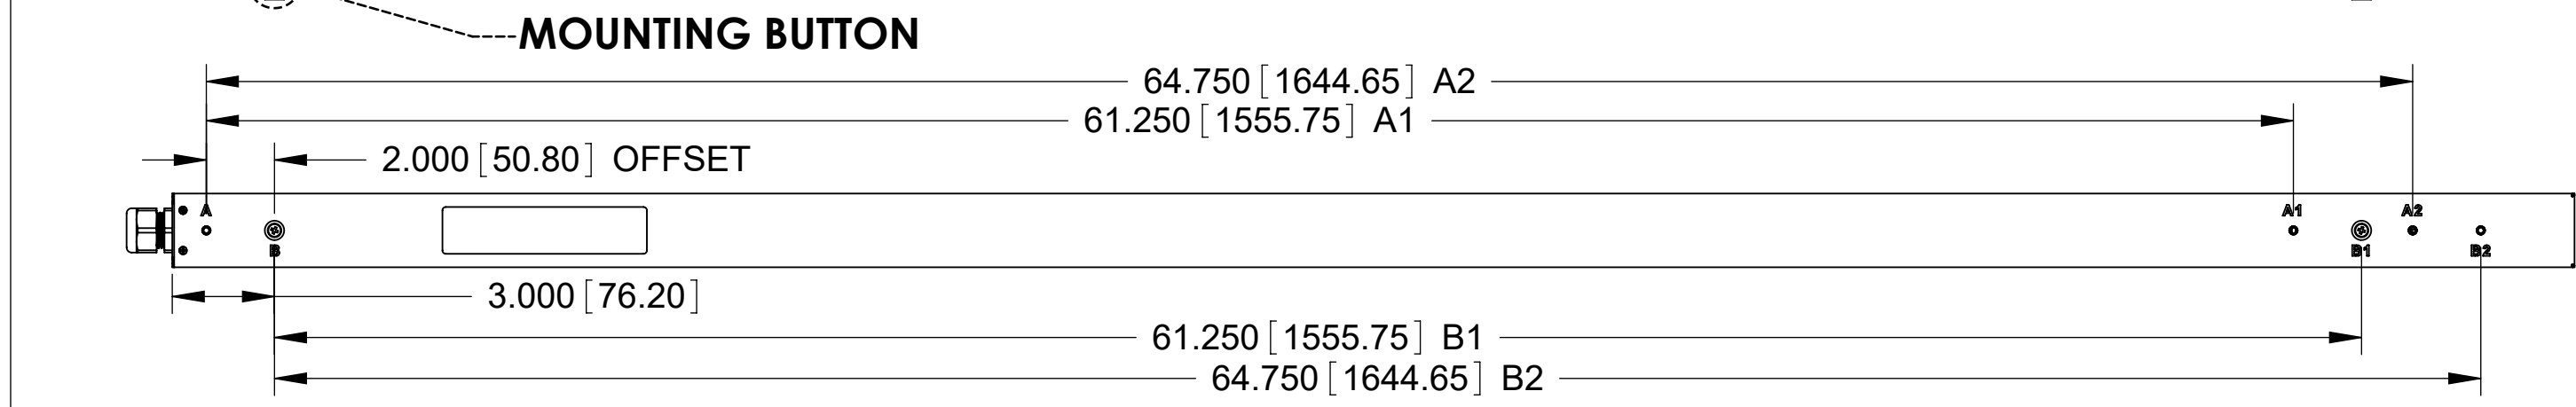 MOUNTING BUTTON
64.750 [1644.65] A2
61.250 [1555.75] A1
2.000 [50.80] OFFSET
A A1 A2
B B1 B2
3.000 [76.20]
61.250 [1555.75] B1
64.750 [1644.65] B2